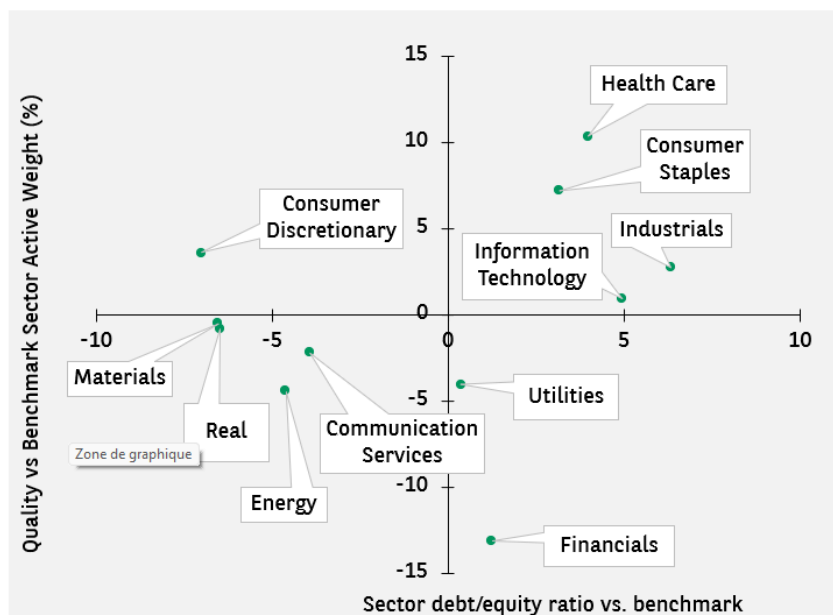 Quality vs Benchmark Sector Active Weight (%)
15
Health Care
10
Consumer
Staples
Consumer
Discretionary
5
Industrials
Information
Technology
0
-10
-5
0
5
10
Materials
Real
Zone de graphique
Communication
Services
Utilities
-5
Energy
-10
Financials
-15
Sector debt/equity ratio vs. benchmark